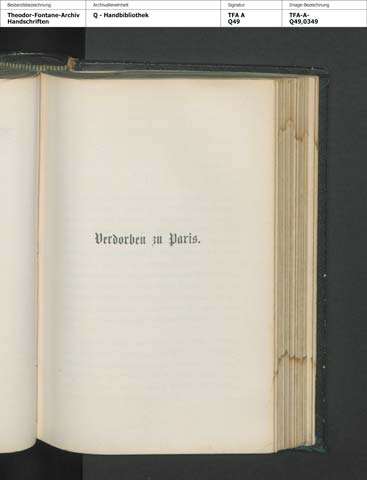 Bestandsbezeichnung
Archivalieneinheit
Signatur
Image-Bezeichnung
Theodor-Fontane-Archiv
Handschriften
Q - Handbibliothek
TFA A
Q49
TFA-A-
Q49,0349
Verdorben zu Paris.